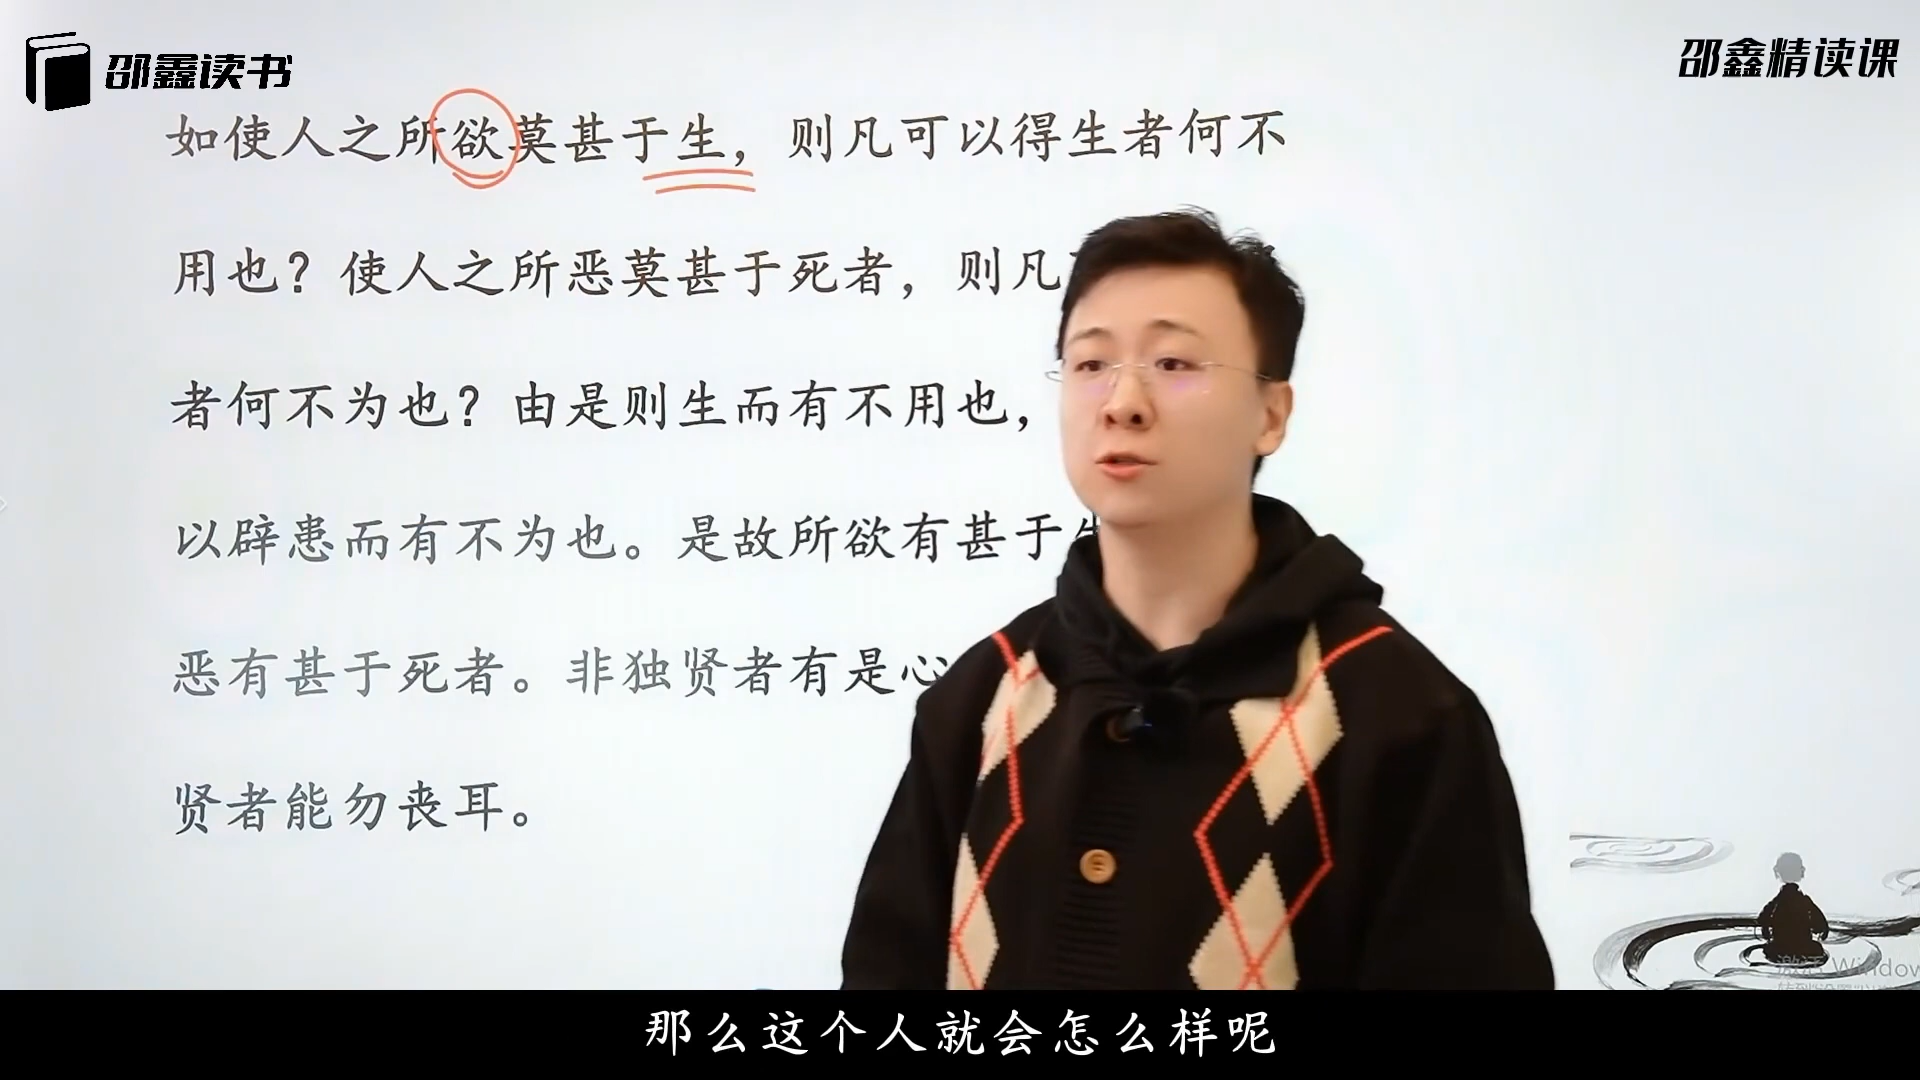 邵鑫读书
邵鑫精读课
如使人之所欲莫甚于生，则凡可以得生者何不
用也？使人之所恶莫甚于死者，则凡
者何不为也？由是则生而有不用也，
以辟患而有不为也。是故所欲有甚于生
恶有甚于死者。非独贤者有是心
贤者能勿丧耳。
激活 Window
那么这个人就会怎么样呢